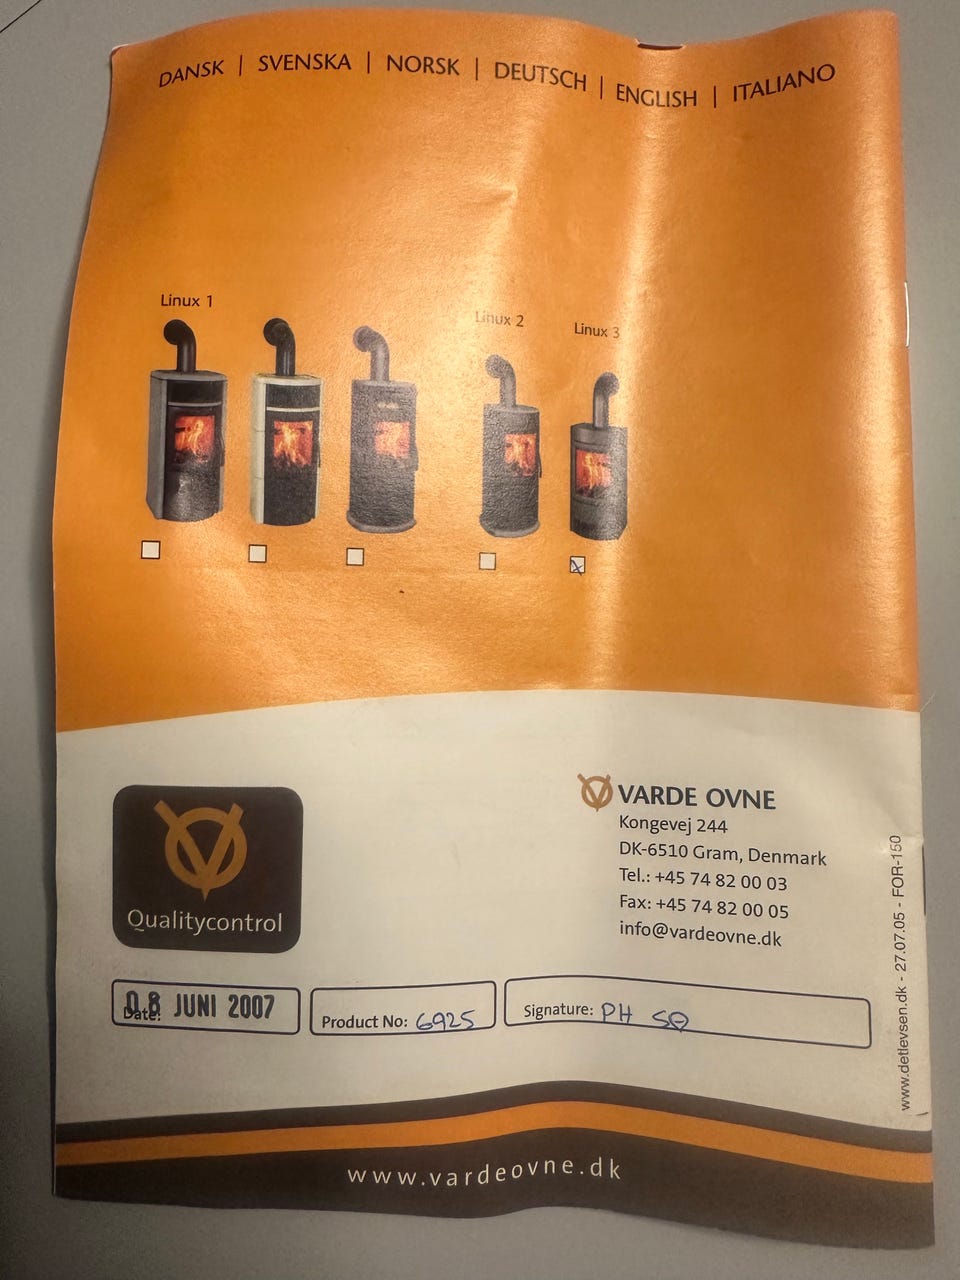 DANSK | SVENSKA | NORSK | DEUTSCH | ENGLISH | ITALIANO
Linux 1
Linux 2
Linux 3
Qualitycontrol
VARDE OVNE
Kongevej 244
DK-6510 Gram, Denmark
Tel.: +45 74 82 00 03
Fax: +45 74 82 00 05
info@vardeovne.dk
www.detlevsen.dk - 27.07.05 - FOR-150
Date: 08 JUNI 2007
Product No: 6925
Signature: PH
www.vardeovne.dk